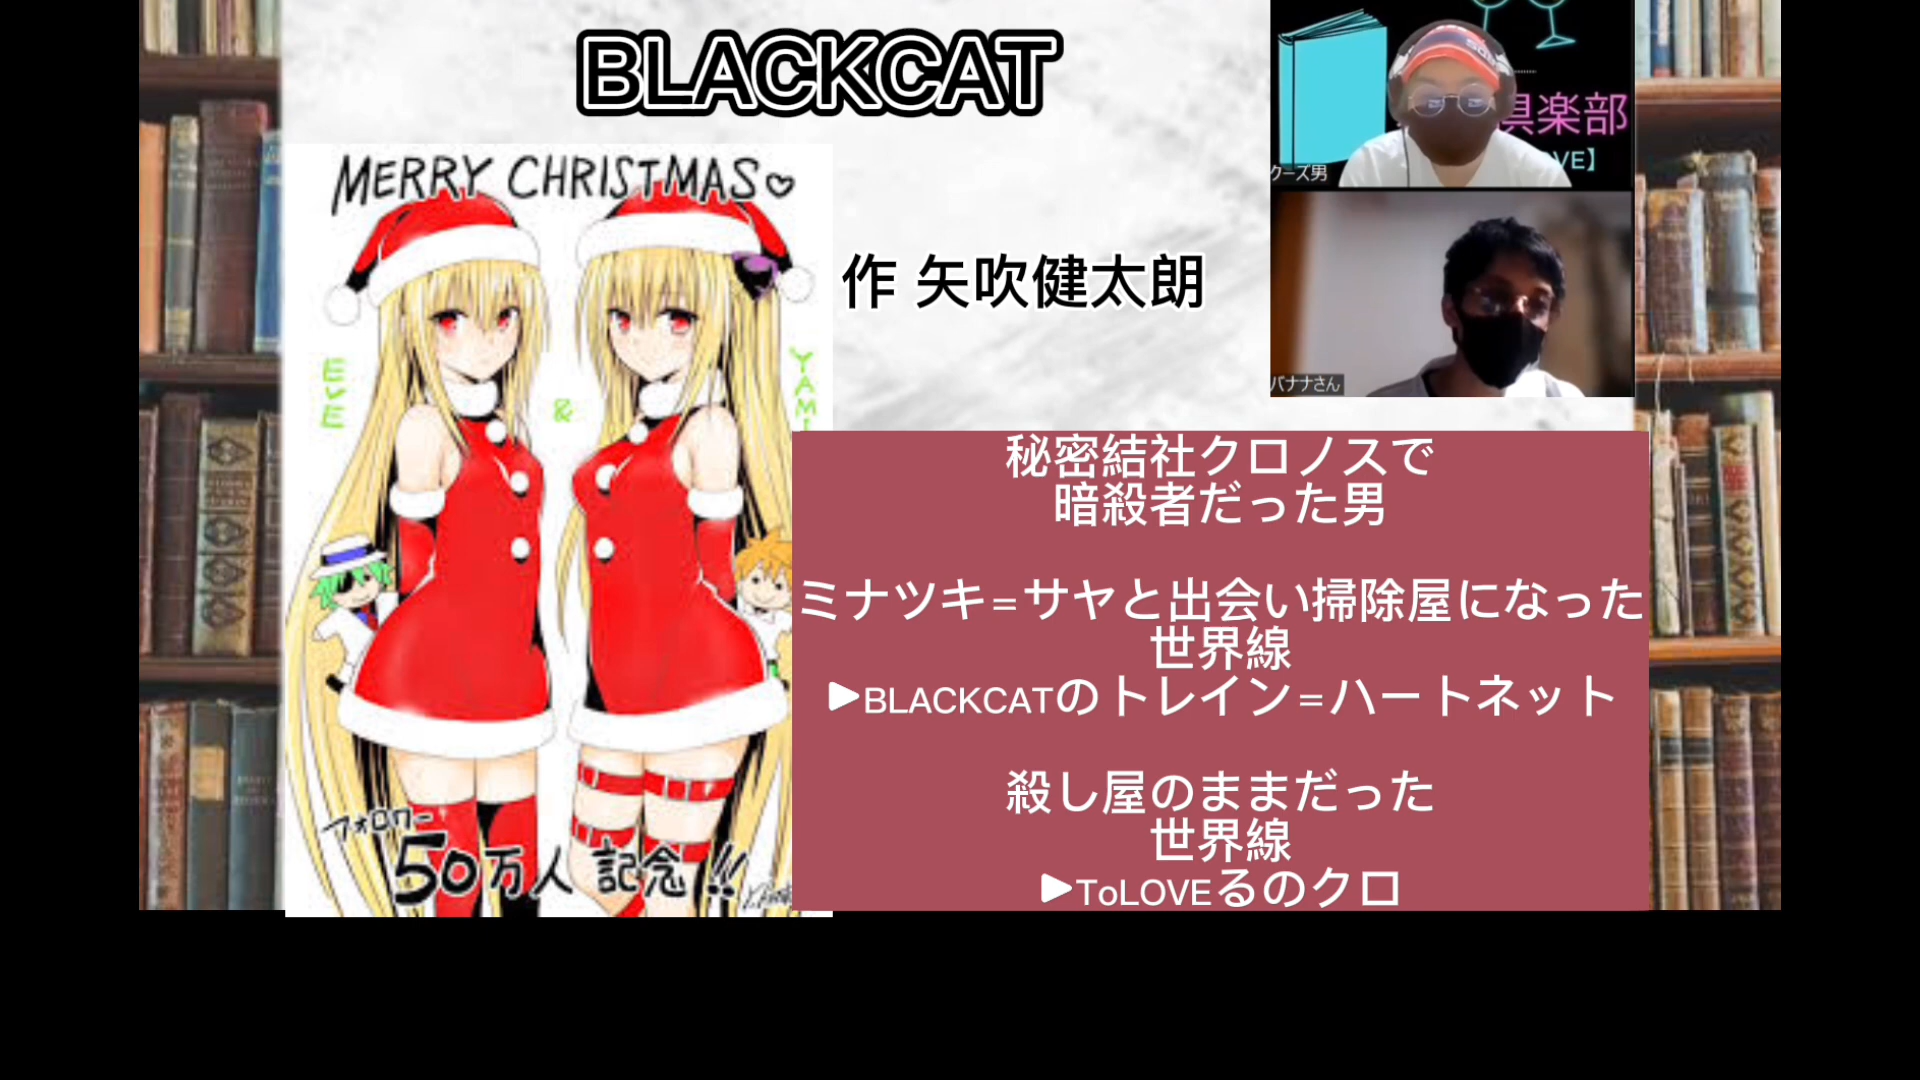 BLACKCAT
MERRY CHRISTMAS♡
EVE
&
YAMI
作 矢吹健太朗
倶楽部
VE】
クーズ男
バナナさん
秘密結社クロノスで
暗殺者だった男
ミナツキ=サヤと出会い掃除屋になった
世界線
▶BLACKCATのトレイン=ハートネット
殺し屋のままだった
世界線
▶ToLOVEるのクロ
フォロワー
50万人 記念!!